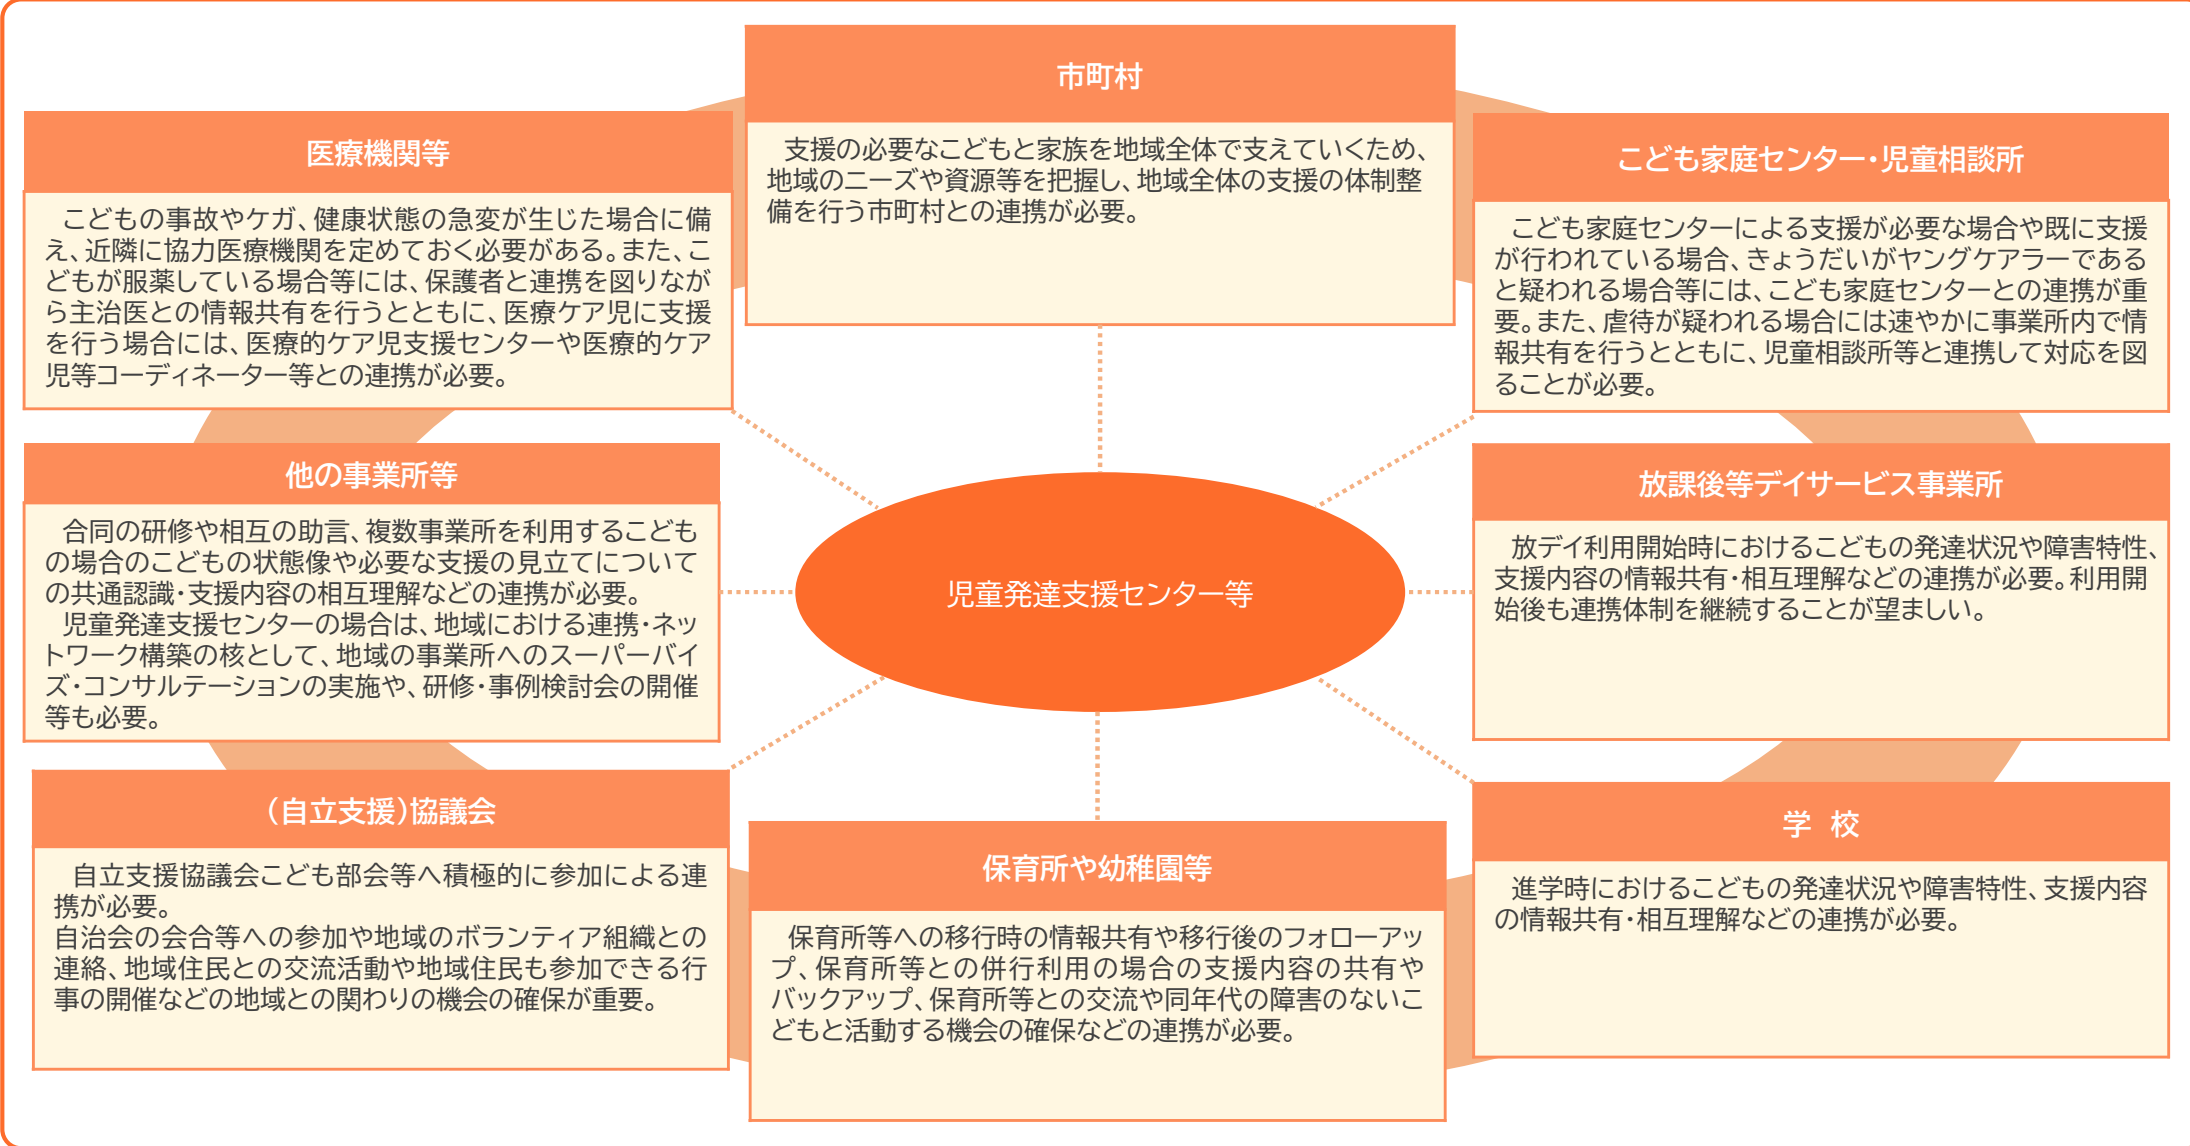 市町村
支援の必要なこどもと家族を地域全体で支えていくため、
地域のニーズや資源等を把握し、地域全体の支援の体制整
備を行う市町村との連携が必要。
医療機関等
こどもの事故やケガ、健康状態の急変が生じた場合に備
え、近隣に協力医療機関を定めておく必要がある。また、こ
どもが服薬している場合等には、保護者と連携を図りなが
ら主治医との情報共有を行うとともに、医療ケア児に支援
を行う場合には、医療的ケア児支援センターや医療的ケア
児等コーディネーター等との連携が必要。
こども家庭センター・児童相談所
こども家庭センターによる支援が必要な場合や既に支援
が行われている場合、きょうだいがヤングケアラーである
と疑われる場合等には、こども家庭センターとの連携が重
要。また、虐待が疑われる場合には速やかに事業所内で情
報共有を行うとともに、児童相談所等と連携して対応を図
ることが必要。
他の事業所等
合同の研修や相互の助言、複数事業所を利用するこども
の場合のこどもの状態像や必要な支援の見立てについて
の共通認識・支援内容の相互理解などの連携が必要。
児童発達支援センターの場合は、地域における連携・ネッ
トワーク構築の核として、地域の事業所へのスーパーバイ
ズ・コンサルテーションの実施や、研修・事例検討会の開催
等も必要。
児童発達支援センター等
放課後等デイサービス事業所
放デイ利用開始時におけるこどもの発達状況や障害特性、
支援内容の情報共有・相互理解などの連携が必要。利用開
始後も連携体制を継続することが望ましい。
（自立支援）協議会
自立支援協議会こども部会等へ積極的に参加による連
携が必要。
自治会の会合等への参加や地域のボランティア組織との
連絡、地域住民との交流活動や地域住民も参加できる行
事の開催などの地域との関わりの機会の確保が重要。
保育所や幼稚園等
保育所等への移行時の情報共有や移行後のフォローアッ
プ、保育所等との併行利用の場合の支援内容の共有や
バックアップ、保育所等との交流や同年代の障害のないこ
どもと活動する機会の確保などの連携が必要。
学 校
進学時におけるこどもの発達状況や障害特性、支援内容
の情報共有・相互理解などの連携が必要。